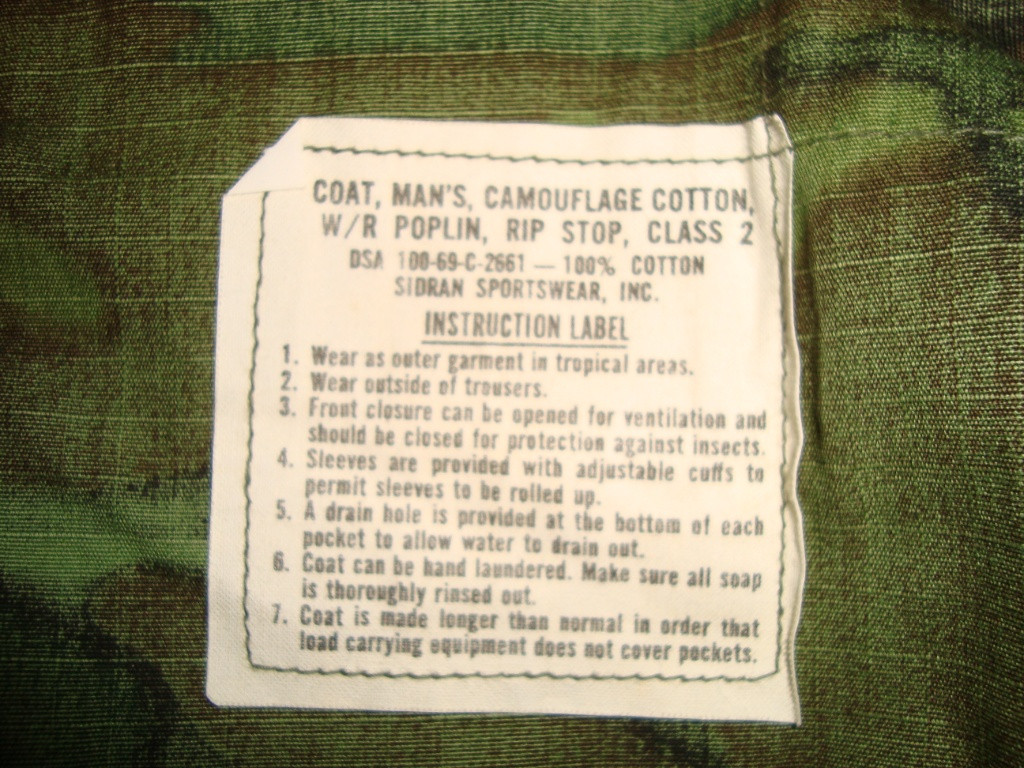 COAT, MAN'S, CAMOUFLAGE COTTON,
W/R POPLIN, RIP STOP, CLASS 2
DSA 100-69-C-2661 — 100% COTTON
SIDRAN SPORTSWEAR, INC.
INSTRUCTION LABEL
1. Wear as outer garment in tropical areas.
2. Wear outside of trousers.
3. Front closure can be opened for ventilation and
should be closed for protection against insects.
4. Sleeves are provided with adjustable cuffs to
permit sleeves to be rolled up.
5. A drain hole is provided at the bottom of each
pocket to allow water to drain out.
6. Coat can be hand laundered. Make sure all soap
is thoroughly rinsed out.
7. Coat is made longer than normal in order that
load carrying equipment does not cover pockets.